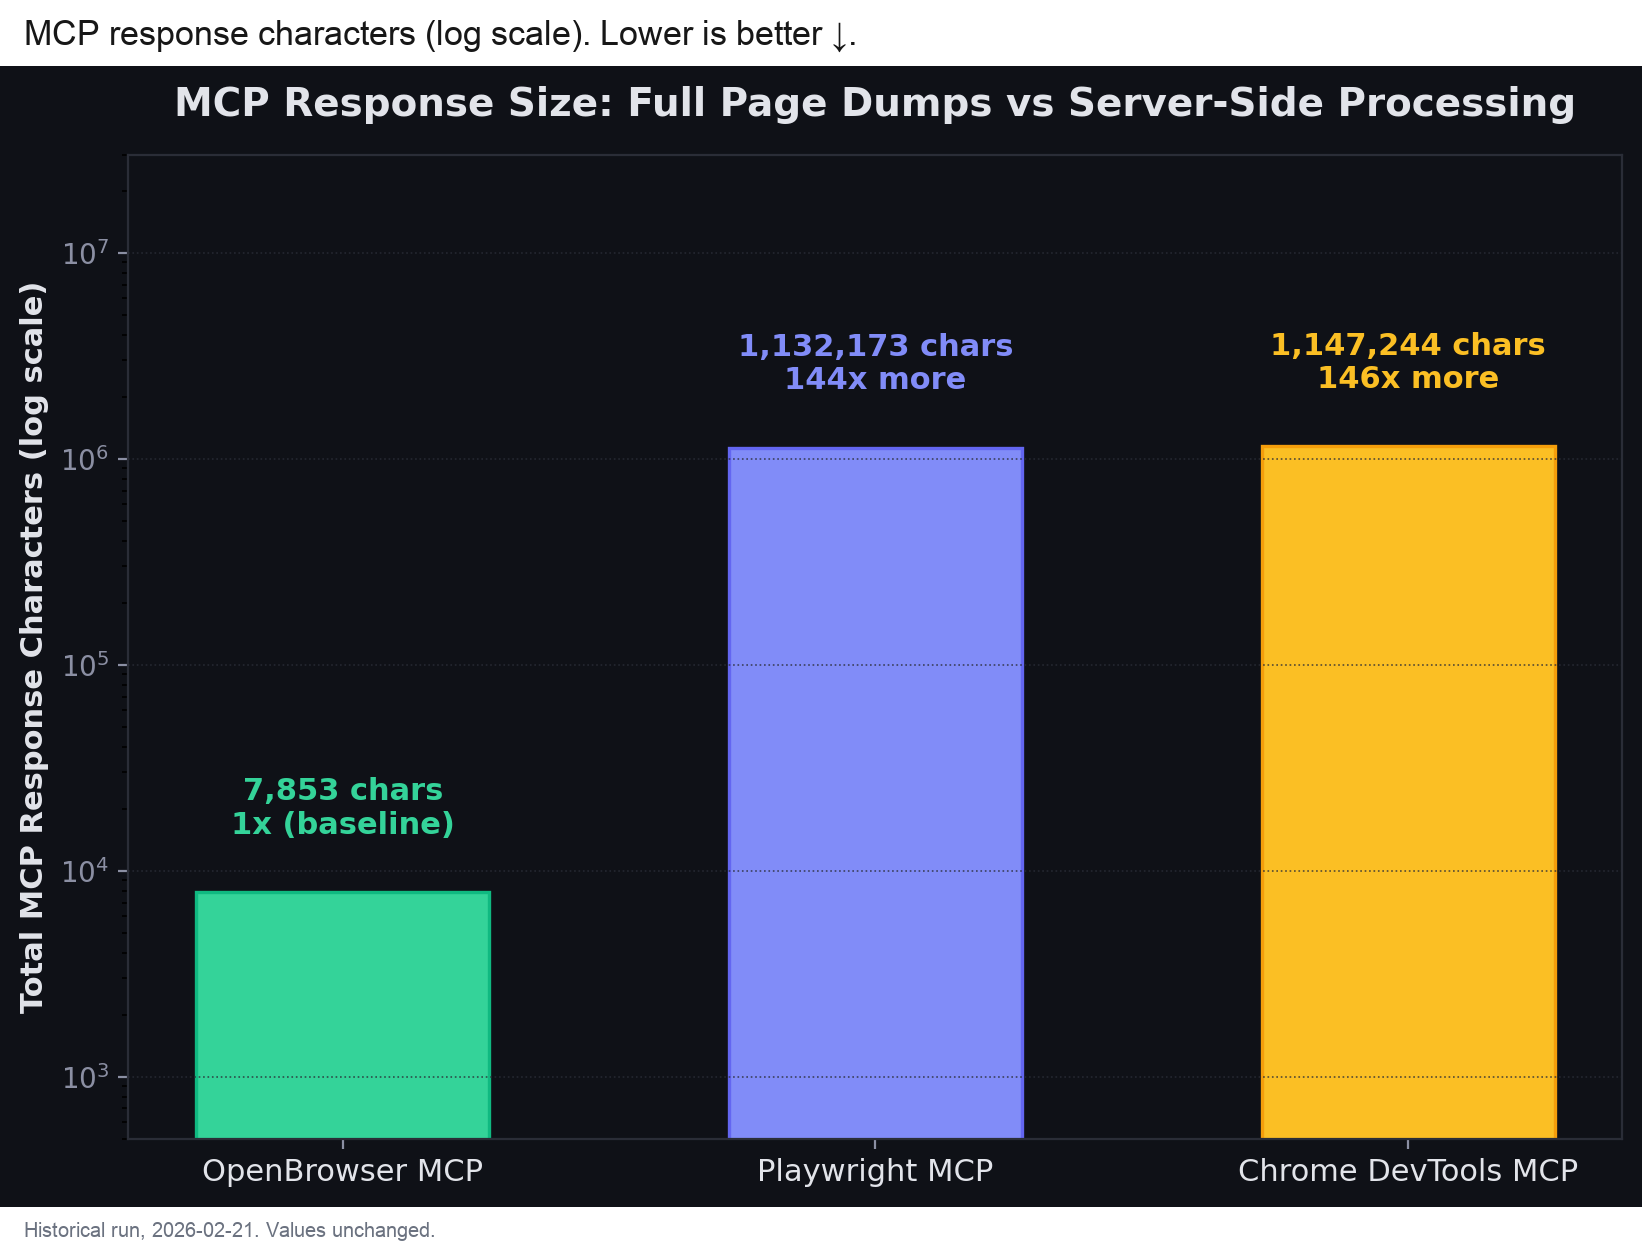 MCP response characters (log scale). Lower is better ↓.
MCP Response Size: Full Page Dumps vs Server-Side Processing
Total MCP Response Characters (log scale)
10⁷
10⁶
10⁵
10⁴
10³
7,853 chars
1x (baseline)
1,132,173 chars
144x more
1,147,244 chars
146x more
OpenBrowser MCP
Playwright MCP
Chrome DevTools MCP
Historical run, 2026-02-21. Values unchanged.